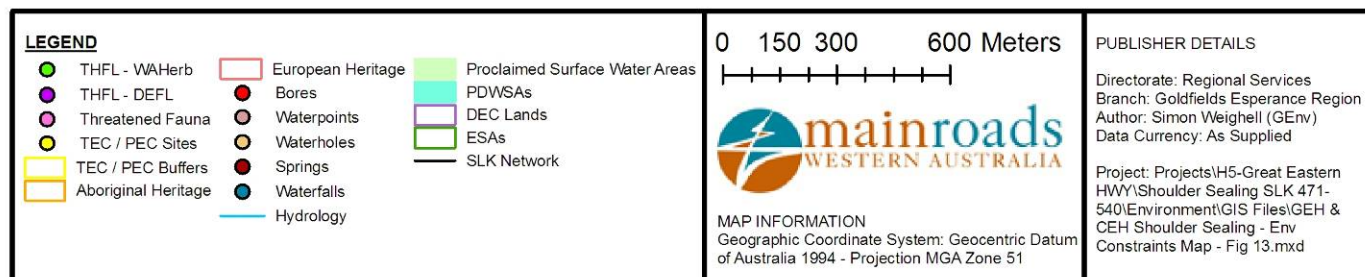 LEGEND
THFL - WAHerb
THFL - DEFL
Threatened Fauna
TEC / PEC Sites
TEC / PEC Buffers
Aboriginal Heritage
European Heritage
Bores
Waterpoints
Waterholes
Springs
Waterfalls
Hydrology
Proclaimed Surface Water Areas
PDWSAs
DEC Lands
ESAs
SLK Network
0 150 300 600 Meters
mainroads
WESTERN AUSTRALIA
MAP INFORMATION
Geographic Coordinate System: Geocentric Datum
of Australia 1994 - Projection MGA Zone 51
PUBLISHER DETAILS
Directorate: Regional Services
Branch: Goldfields Esperance Region
Author: Simon Weighell (GEnv)
Data Currency: As Supplied
Project: Projects\H5-Great Eastern
HWY\Shoulder Sealing SLK 471-
540\Environment\GIS Files\GEH &
CEH Shoulder Sealing - Env
Constraints Map - Fig 13.mxd